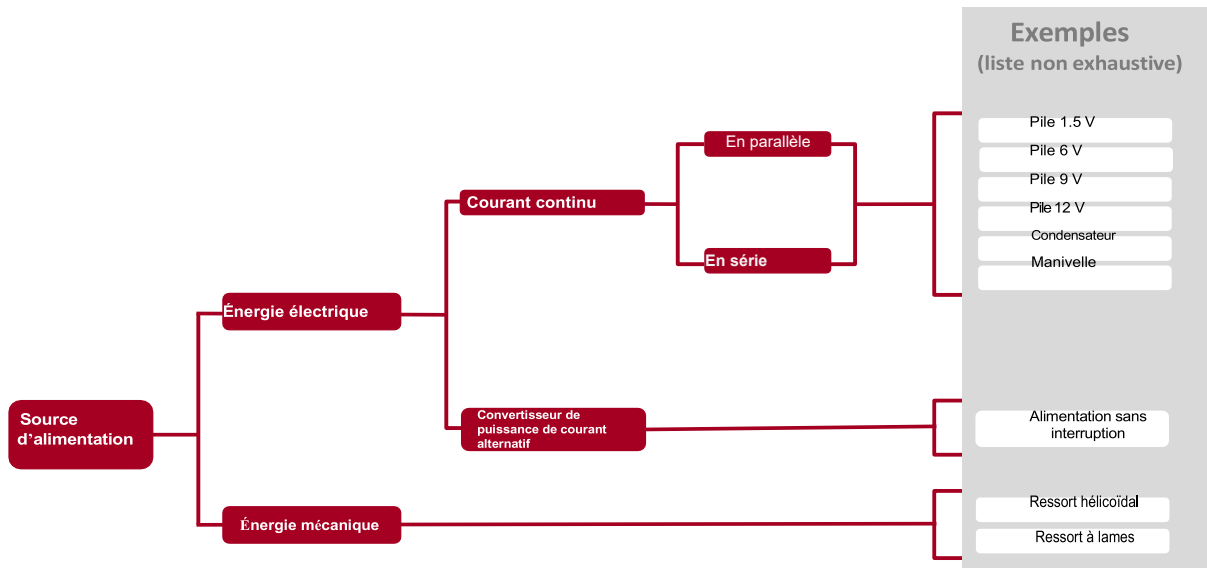 Exemples
(liste non exhaustive)
Pile 1.5 V
En parallèle
Pile 6 V
Pile 9 V
Courant continu
Pile 12 V
Condensateur
En série
Manivelle
Énergie électrique
Source
d'alimentation
Convertisseur de
puissance de courant
alternatif
Alimentation sans
interruption
Énergie mécanique
Ressort hélicoïdal
Ressort à lames